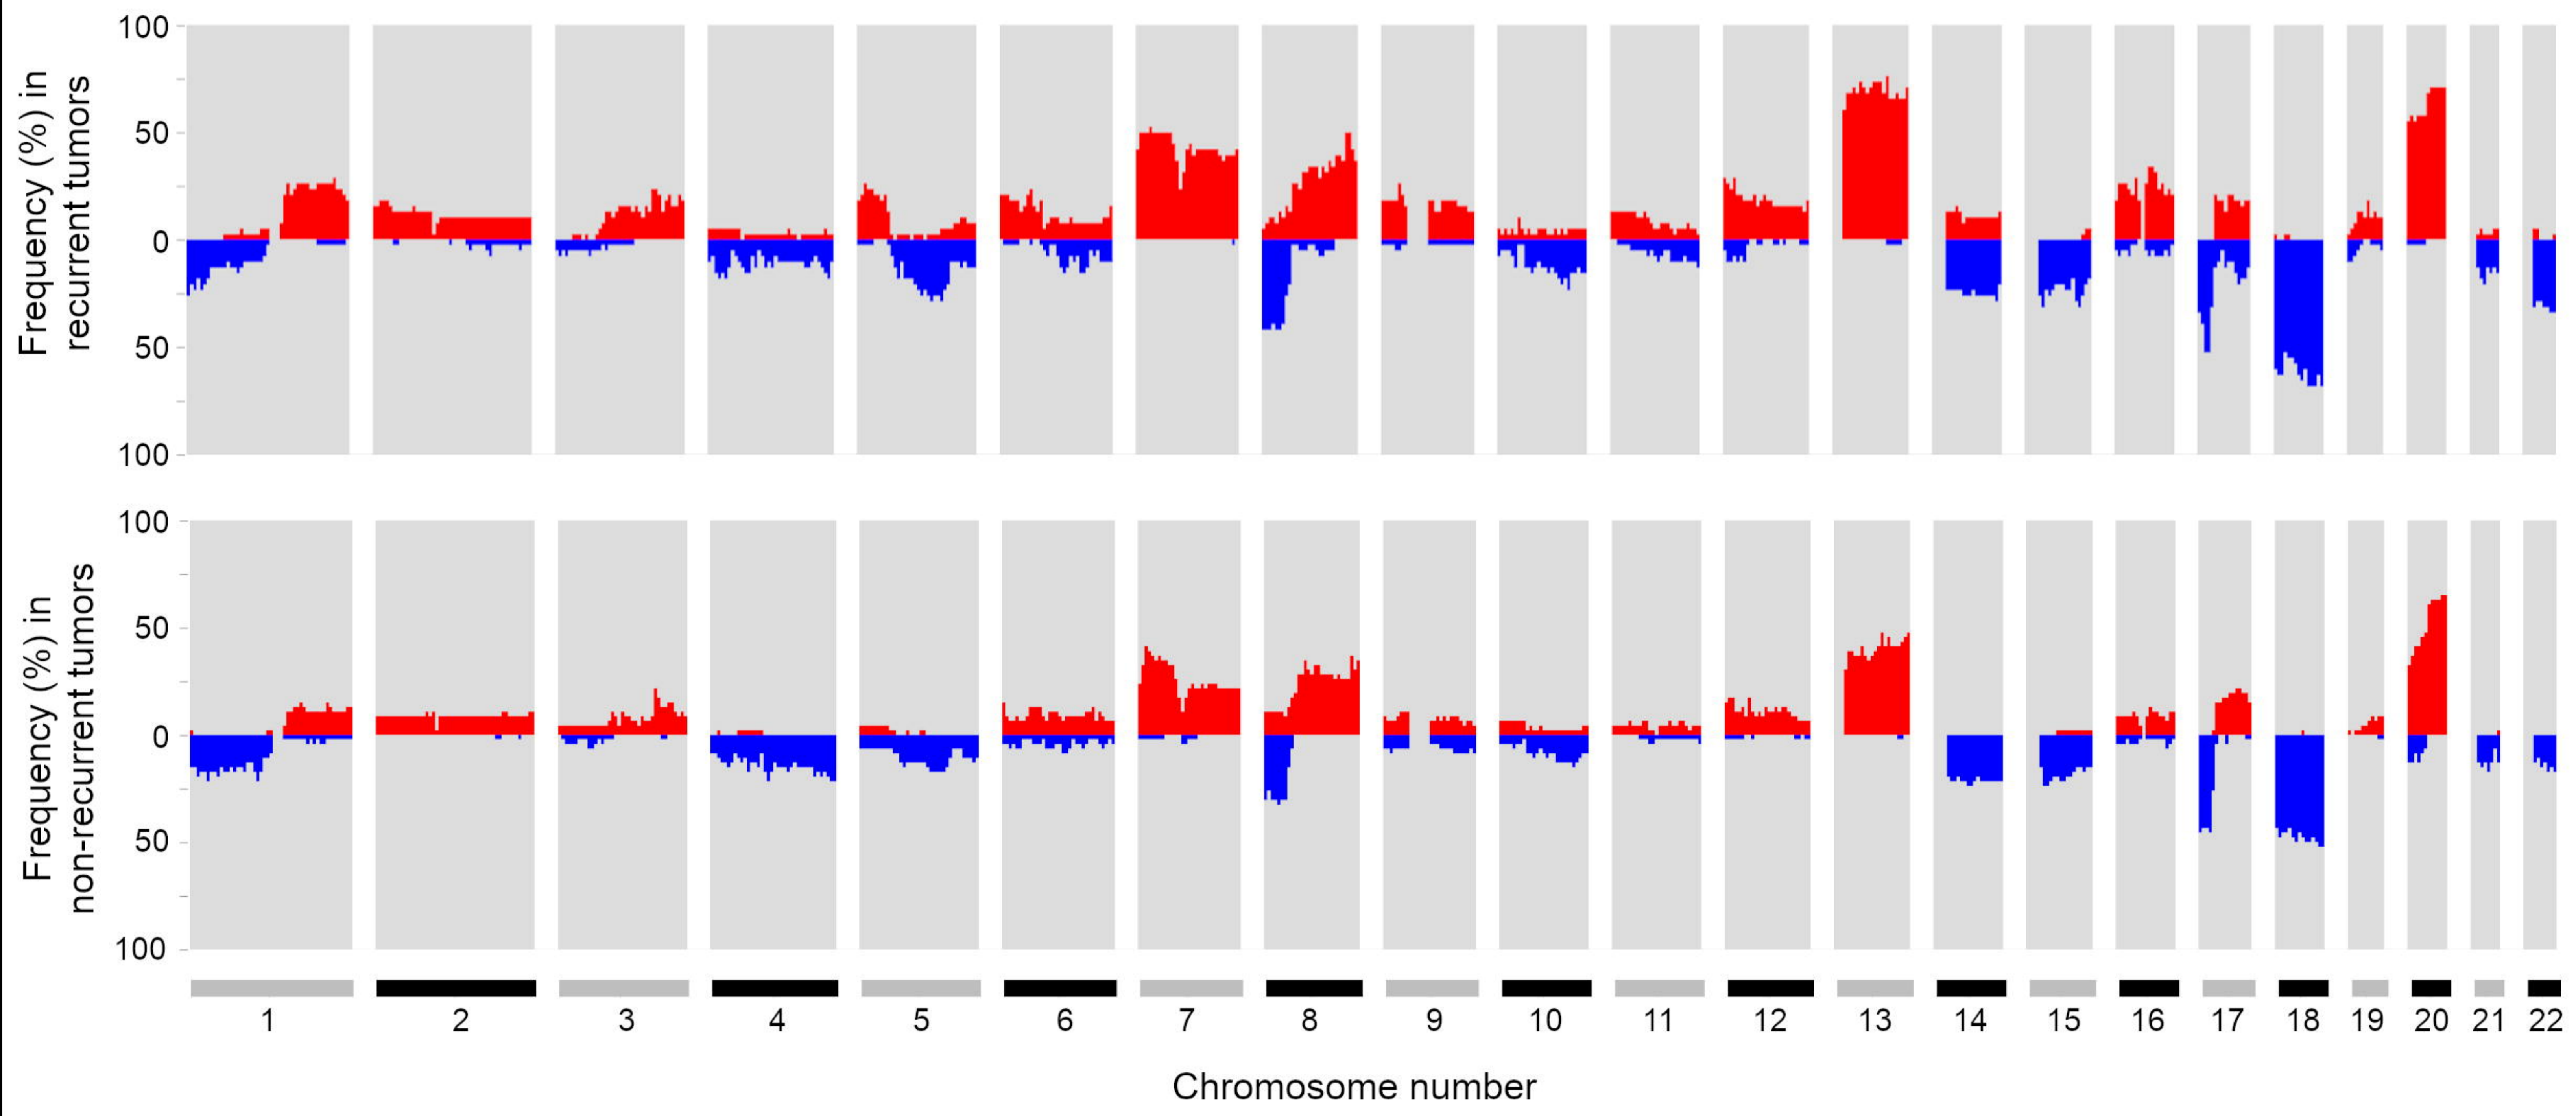 Frequency (%) in
recurrent tumors
100
50
0
50
100
Frequency (%) in
non-recurrent tumors
100
50
0
50
100
1 2 3 4 5 6 7 8 9 10 11 12 13 14 15 16 17 18 19 20 21 22
Chromosome number